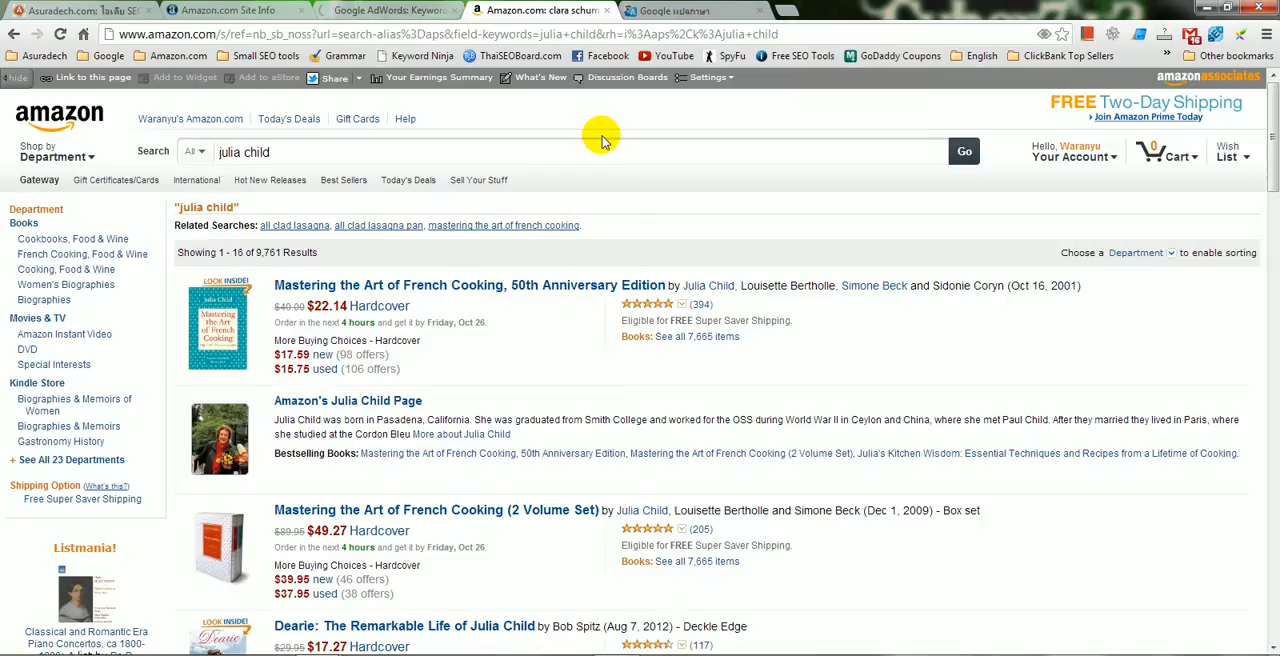 Asuradech.com: ไอเดีย SE
Amazon.com Site Info
Google AdWords: Keyword
Amazon.com: clara schum
Google แปลภาษา
www.amazon.com/s/ref=nb_sb_noss?url=search-alias%3Daps&field-keywords=julia+child&rh=i%3Aaps%2Ck%3Ajulia+child
16
Asuradech Google Amazon.com Small SEO tools Grammar Keyword Ninja ThaiSEOBoard.com Facebook YouTube SpyFu Free SEO Tools GoDaddy Coupons English ClickBank Top Sellers » Other bookmarks
hide Link to this page Add to Widget Add to aStore Share Your Earnings Summary What's New Discussion Boards Settings amazonassociates
amazon
FREE Two-Day Shipping
Join Amazon Prime Today
Waranyu's Amazon.com Today's Deals Gift Cards Help
Shop by
Department
Search All julia child Go
Hello, Waranyu
Your Account
0
Cart
Wish
List
Gateway Gift Certificates/Cards International Hot New Releases Best Sellers Today's Deals Sell Your Stuff
Department
Books
Cookbooks, Food & Wine
French Cooking, Food & Wine
Cooking, Food & Wine
Women's Biographies
Biographies
Movies & TV
Amazon Instant Video
DVD
Special Interests
Kindle Store
Biographies & Memoirs of
Women
Biographies & Memoirs
Gastronomy History
+ See All 23 Departments
Shipping Option (What's this?)
Free Super Saver Shipping
Listmania!
Classical and Romantic Era
Piano Concertos, ca 1800-
"julia child"
Related Searches: all clad lasagna, all clad lasagna pan, mastering the art of french cooking.
Showing 1 - 16 of 9,761 Results
Choose a Department to enable sorting
LOOK INSIDE!
Julia Child
Mastering the Art of French Cooking
Mastering the Art of French Cooking, 50th Anniversary Edition by Julia Child, Louisette Bertholle, Simone Beck and Sidonie Coryn (Oct 16, 2001)
$40.00 $22.14 Hardcover
Order in the next 4 hours and get it by Friday, Oct 26.
More Buying Choices - Hardcover
$17.59 new (98 offers)
$15.75 used (106 offers)
(394)
Eligible for FREE Super Saver Shipping.
Books: See all 7,665 items
Amazon's Julia Child Page
Julia Child was born in Pasadena, California. She was graduated from Smith College and worked for the OSS during World War II in Ceylon and China, where she met Paul Child. After they married they lived in Paris, where
she studied at the Cordon Bleu More about Julia Child
Bestselling Books: Mastering the Art of French Cooking, 50th Anniversary Edition, Mastering the Art of French Cooking (2 Volume Set), Julia's Kitchen Wisdom: Essential Techniques and Recipes from a Lifetime of Cooking.
Mastering the Art of French Cooking (2 Volume Set) by Julia Child, Louisette Bertholle and Simone Beck (Dec 1, 2009) - Box set
$89.95 $49.27 Hardcover
Order in the next 4 hours and get it by Friday, Oct 26.
More Buying Choices - Hardcover
$39.95 new (46 offers)
$37.95 used (38 offers)
(205)
Eligible for FREE Super Saver Shipping.
Books: See all 7,665 items
LOOK INSIDE!
Dearie
Dearie: The Remarkable Life of Julia Child by Bob Spitz (Aug 7, 2012) - Deckle Edge
$29.95 $17.27 Hardcover
(117)